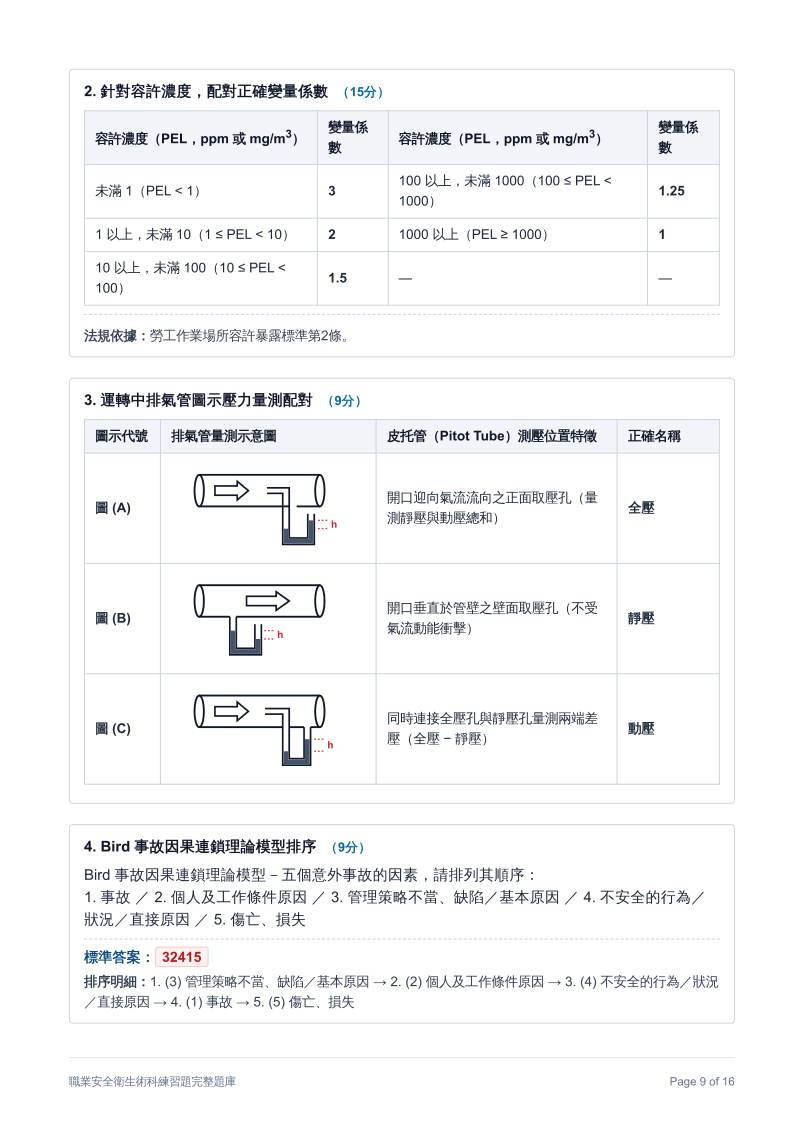 2. 針對容許濃度，配對正確變量係數 （15分）
容許濃度（PEL，ppm 或 mg/m3） 變量係數 容許濃度（PEL，ppm 或 mg/m3） 變量係數
未滿 1（PEL < 1） 3 100 以上，未滿 1000（100 ≤ PEL < 1000） 1.25
1 以上，未滿 10（1 ≤ PEL < 10） 2 1000 以上（PEL ≥ 1000） 1
10 以上，未滿 100（10 ≤ PEL < 100） 1.5 — —
法規依據：勞工作業場所容許暴露標準第2條。
3. 運轉中排氣管圖示壓力量測配對 （9分）
圖示代號 排氣管量測示意圖 皮托管（Pitot Tube）測壓位置特徵 正確名稱
圖 (A) h 開口迎向氣流流向之正面取壓孔（量測靜壓與動壓總和） 全壓
圖 (B) h 開口垂直於管壁之壁面取壓孔（不受氣流動能衝擊） 靜壓
圖 (C) h 同時連接全壓孔與靜壓孔量測兩端差壓（全壓 − 靜壓） 動壓
4. Bird 事故因果連鎖理論模型排序 （9分）
Bird 事故因果連鎖理論模型 – 五個意外事故的因素，請排列其順序：
1. 事故 ／ 2. 個人及工作條件原因 ／ 3. 管理策略不當、缺陷／基本原因 ／ 4. 不安全的行為／
狀況／直接原因 ／ 5. 傷亡、損失
標準答案：32415
排序明細：1. (3) 管理策略不當、缺陷／基本原因 → 2. (2) 個人及工作條件原因 → 3. (4) 不安全的行為／狀況
／直接原因 → 4. (1) 事故 → 5. (5) 傷亡、損失
職業安全衛生術科練習題完整題庫 Page 9 of 16